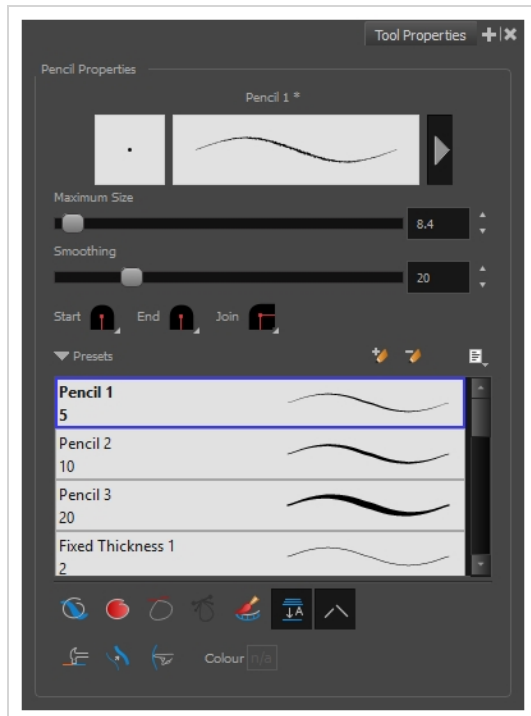 Tool Properties
Pencil Properties
Pencil 1 *
Maximum Size
8.4
Smoothing
20
Start End Join
Presets
Pencil 1
5
Pencil 2
10
Pencil 3
20
Fixed Thickness 1
2
A
Colour n/a